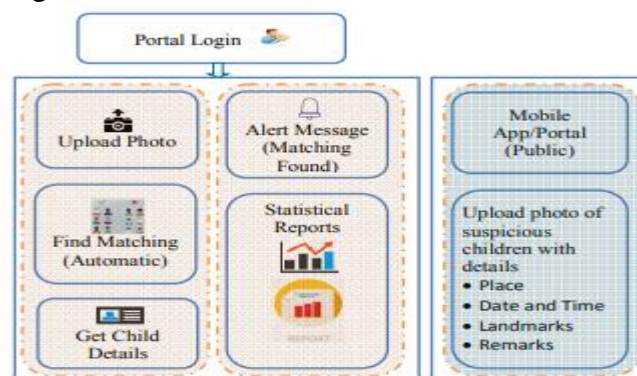 Portal Login
Upload Photo
Find Matching
(Automatic)
Get Child
Details
Alert Message
(Matching
Found)
Statistical
Reports
REPORT
Mobile
App/Portal
(Public)
Upload photo of
suspicious
children with
details
• Place
• Date and Time
• Landmarks
• Remarks